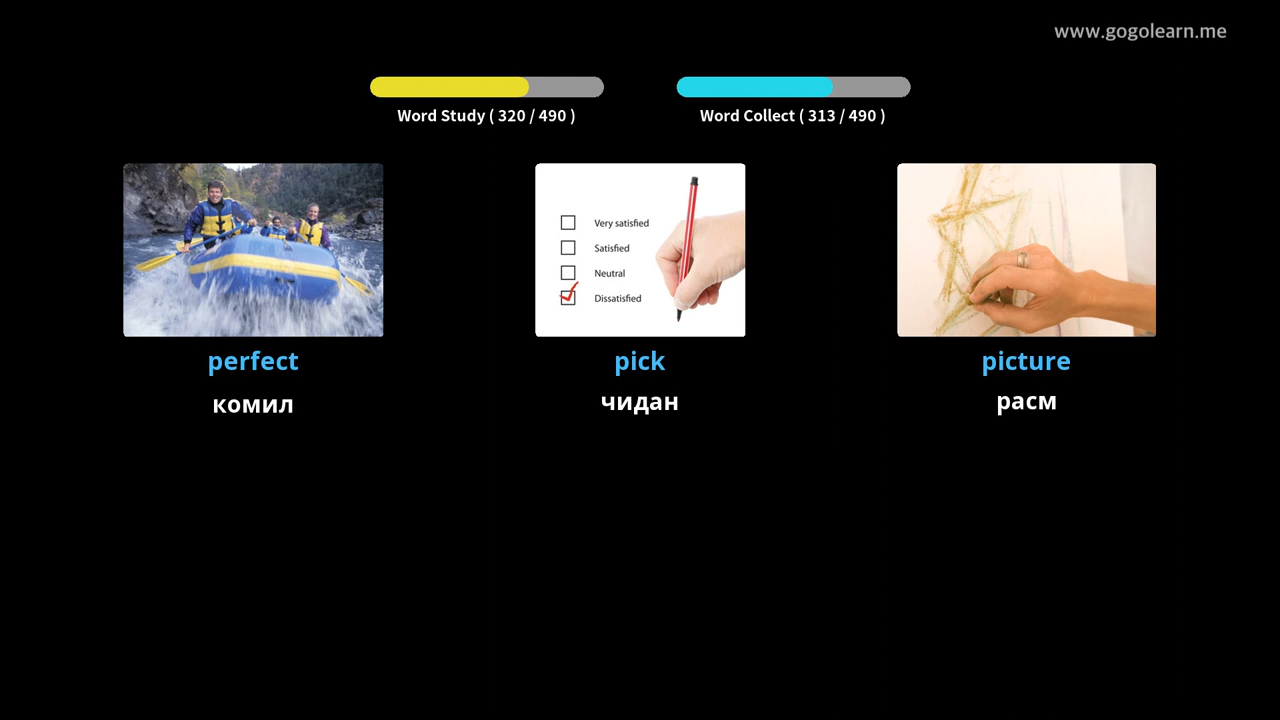 www.gogolearn.me
Word Study ( 320 / 490 )
Word Collect ( 313 / 490 )
Very satisfied
Satisfied
Neutral
Dissatisfied
perfect
pick
picture
комил
чидан
расм